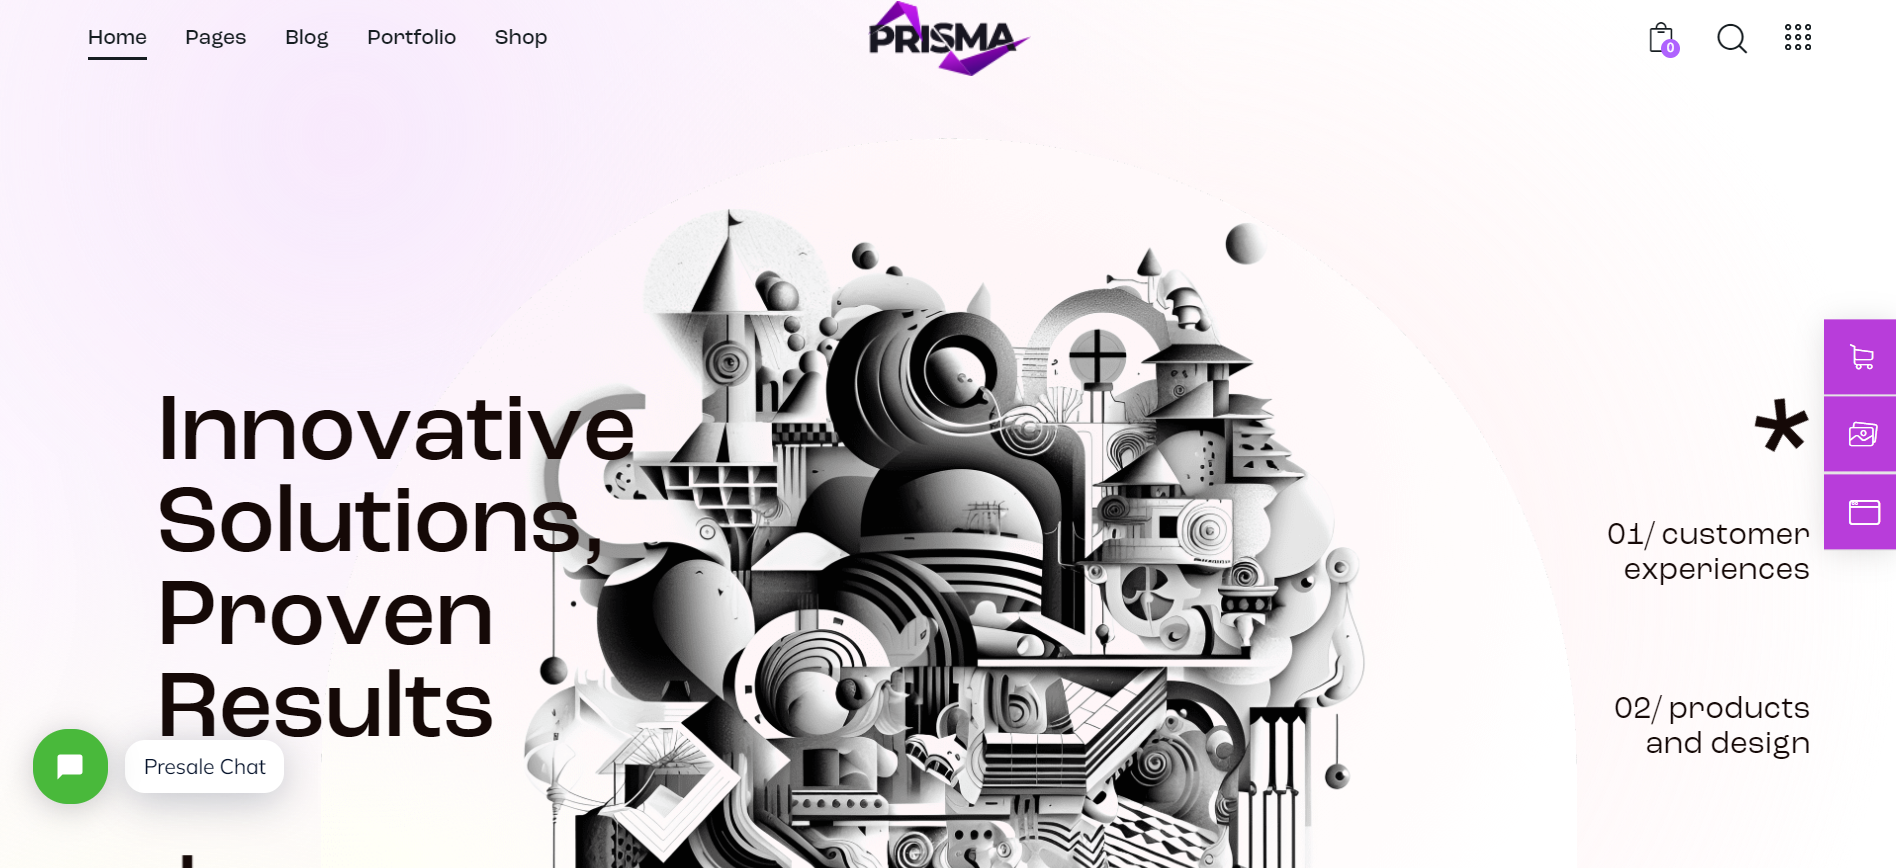 Home Pages Blog Portfolio Shop
PRISMA
0
Innovative
Solutions,
Proven
Results
*
01/ customer
experiences
02/ products
and design
Presale Chat